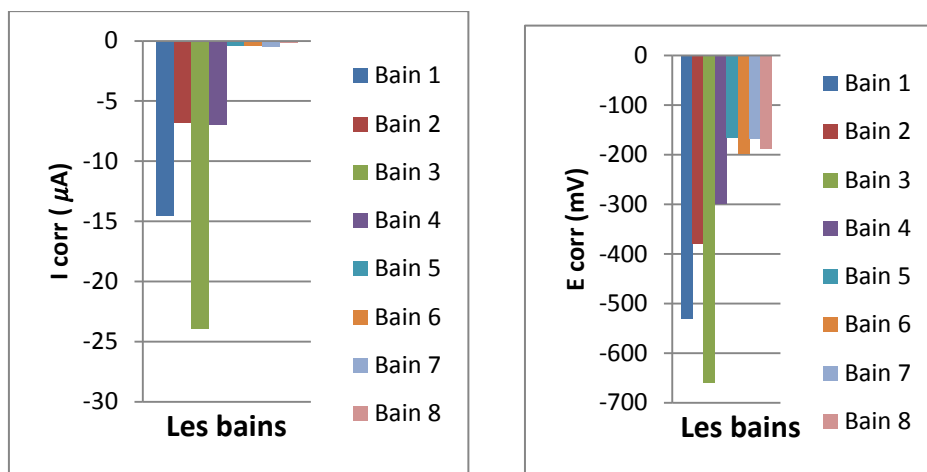 I corr ( µA)
0
-5
-10
-15
-20
-25
-30
Les bains
Bain 1
Bain 2
Bain 3
Bain 4
Bain 5
Bain 6
Bain 7
Bain 8
E corr (mV)
0
-100
-200
-300
-400
-500
-600
-700
Les bains
Bain 1
Bain 2
Bain 3
Bain 4
Bain 5
Bain 6
Bain 7
Bain 8